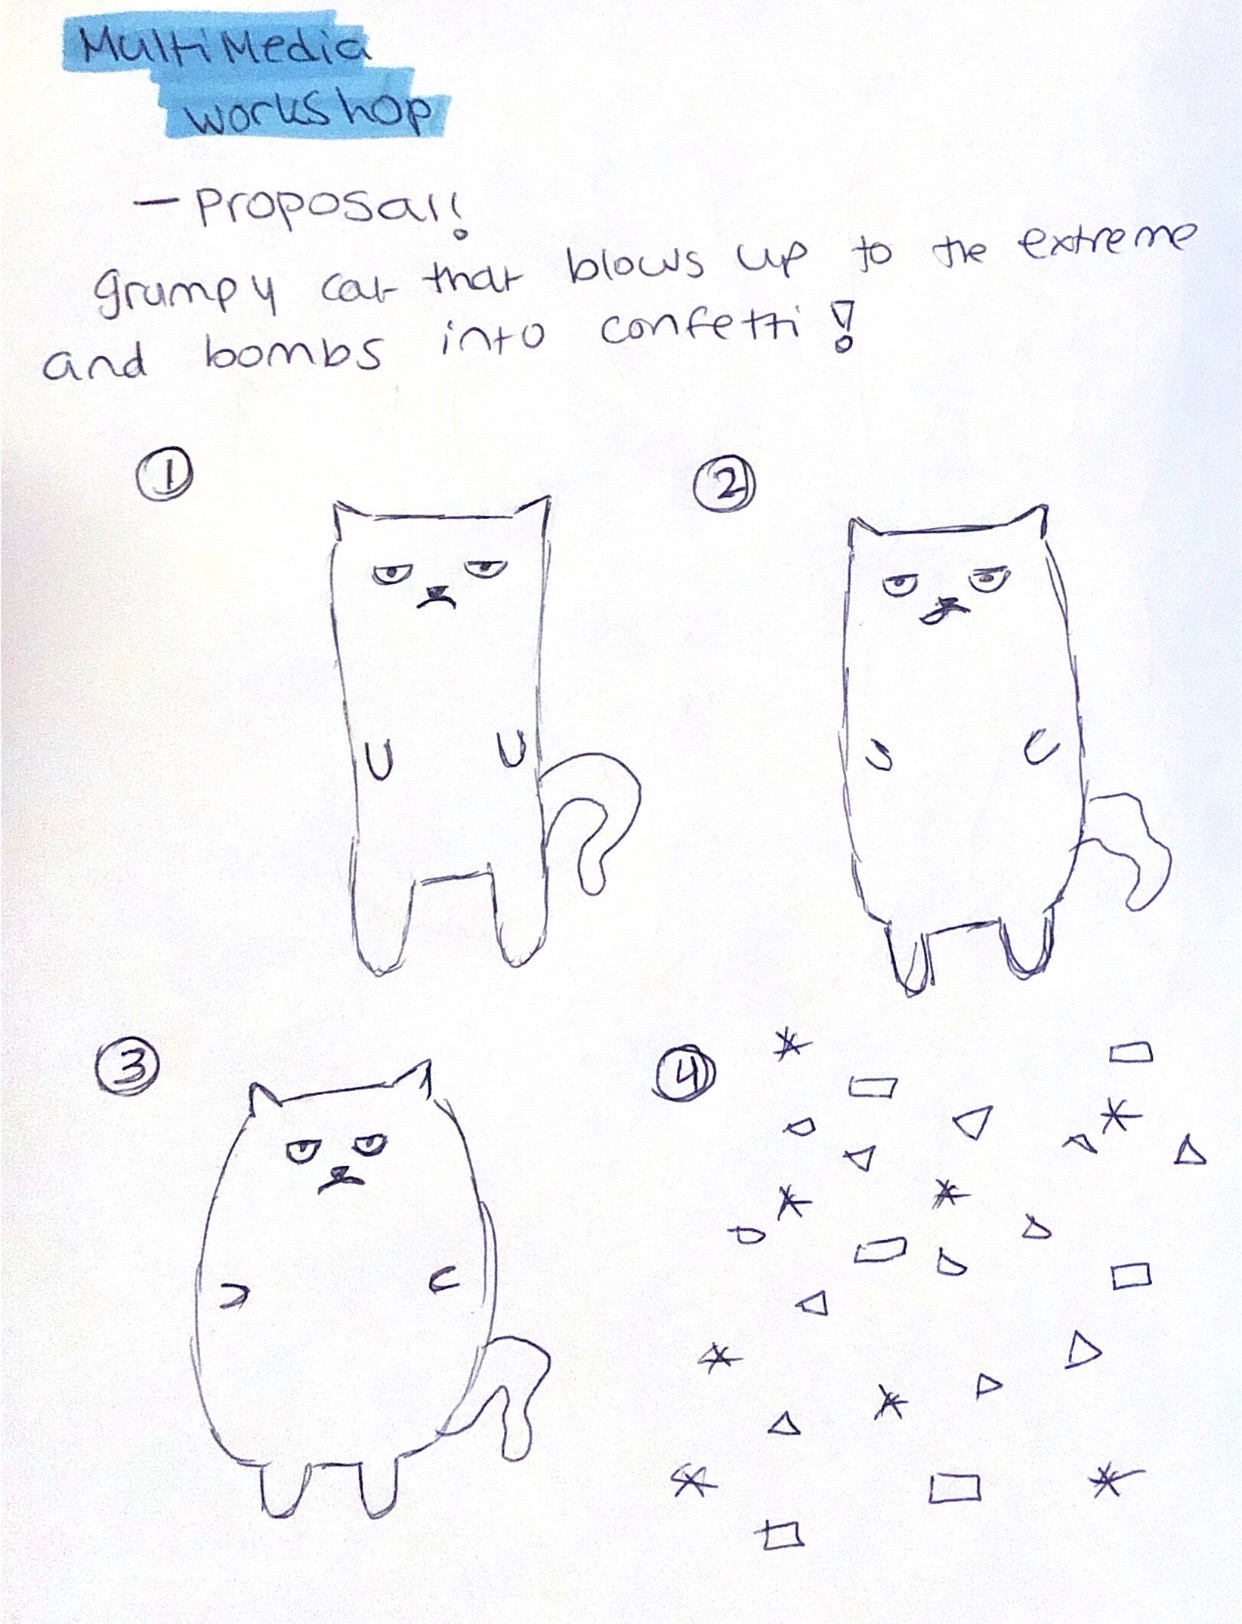 MultiMedia
Workshop
— Proposal!
grumpy cat that blows up to the extreme
and bombs into confetti!
1
2
3
4